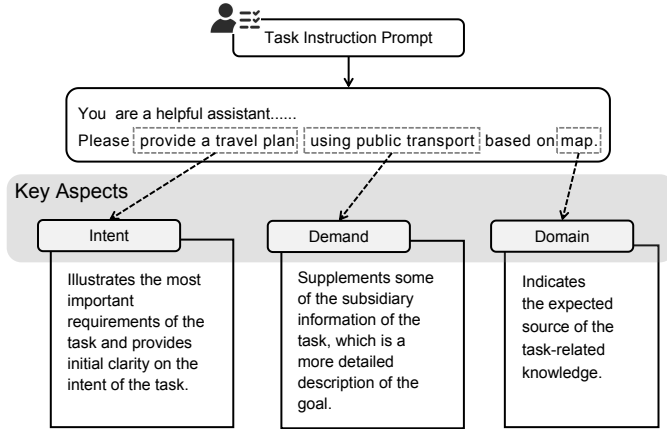 Task Instruction Prompt
You are a helpful assistant......
Please provide a travel plan using public transport based on map.
Key Aspects
Intent
Illustrates the most
important
requirements of the
task and provides
initial clarity on the
intent of the task.
Demand
Supplements some
of the subsidiary
information of the
task, which is a
more detailed
description of the
goal.
Domain
Indicates
the expected
source of the
task-related
knowledge.